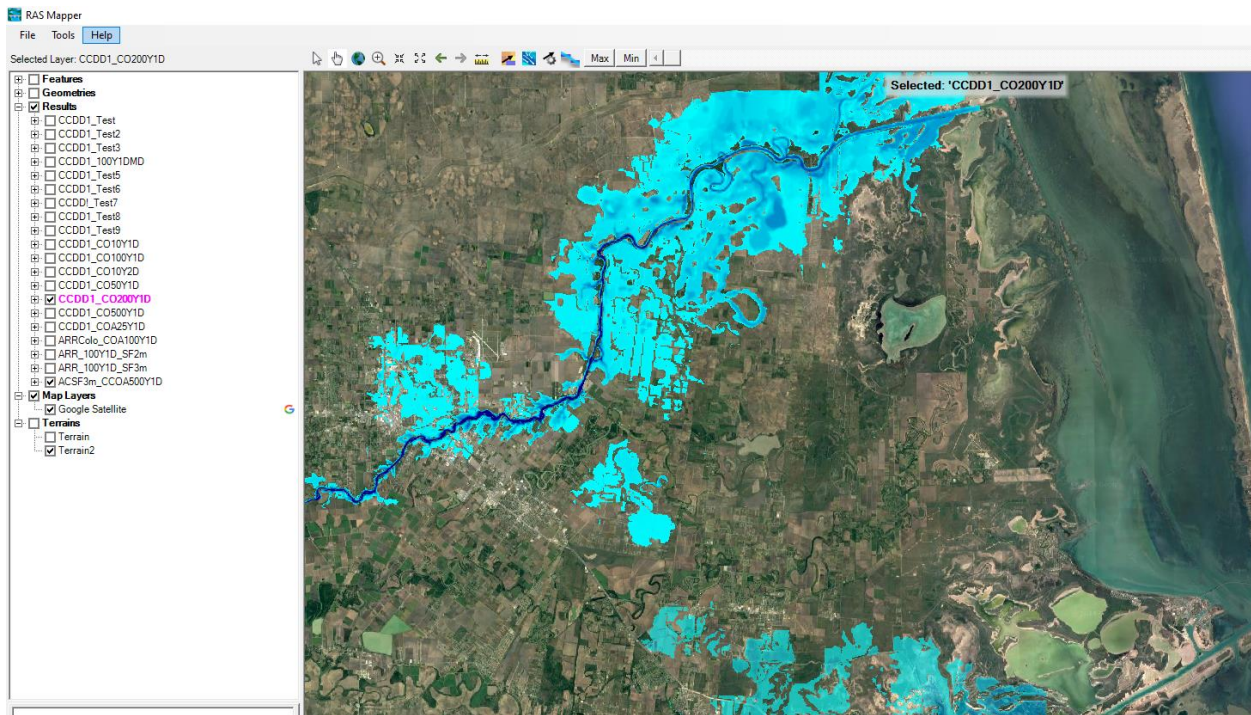 RAS Mapper
File Tools Help
Selected Layer: CCDD1_CO200Y1D
Max Min
Features
Geometries
Results
CCDD1_Test
CCDD1_Test2
CCDD1_Test3
CCDD1_100Y1DMD
CCDD1_Test5
CCDD1_Test6
CCDD!_Test7
CCDD1_Test8
CCDD1_Test9
CCDD1_CO10Y1D
CCDD1_CO100Y1D
CCDD1_CO10Y2D
CCDD1_CO50Y1D
CCDD1_CO200Y1D
CCDD1_CO500Y1D
CCDD1_COA25Y1D
ARRColo_COA100Y1D
ARR_100Y1D_SF2m
ARR_100Y1D_SF3m
ACSF3m_CCOA500Y1D
Map Layers
Google Satellite
Terrains
Terrain
Terrain2
Selected: 'CCDD1_CO200Y1D'